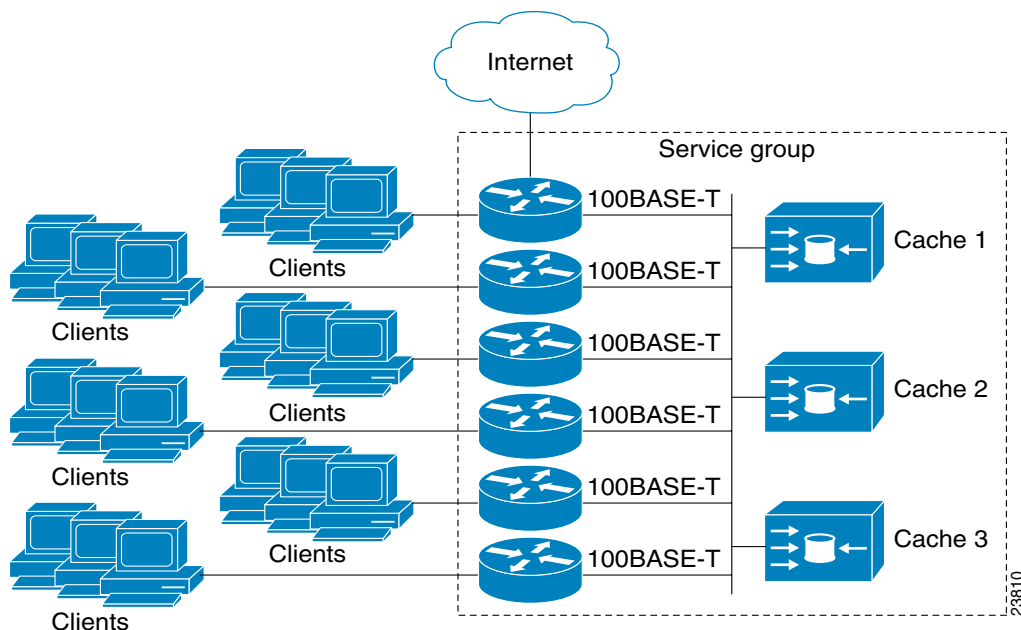 Internet
Service group
100BASE-T
Cache 1
Clients
100BASE-T
Clients
100BASE-T
Clients
Cache 2
100BASE-T
Clients
100BASE-T
Clients
Cache 3
100BASE-T
Clients
23810